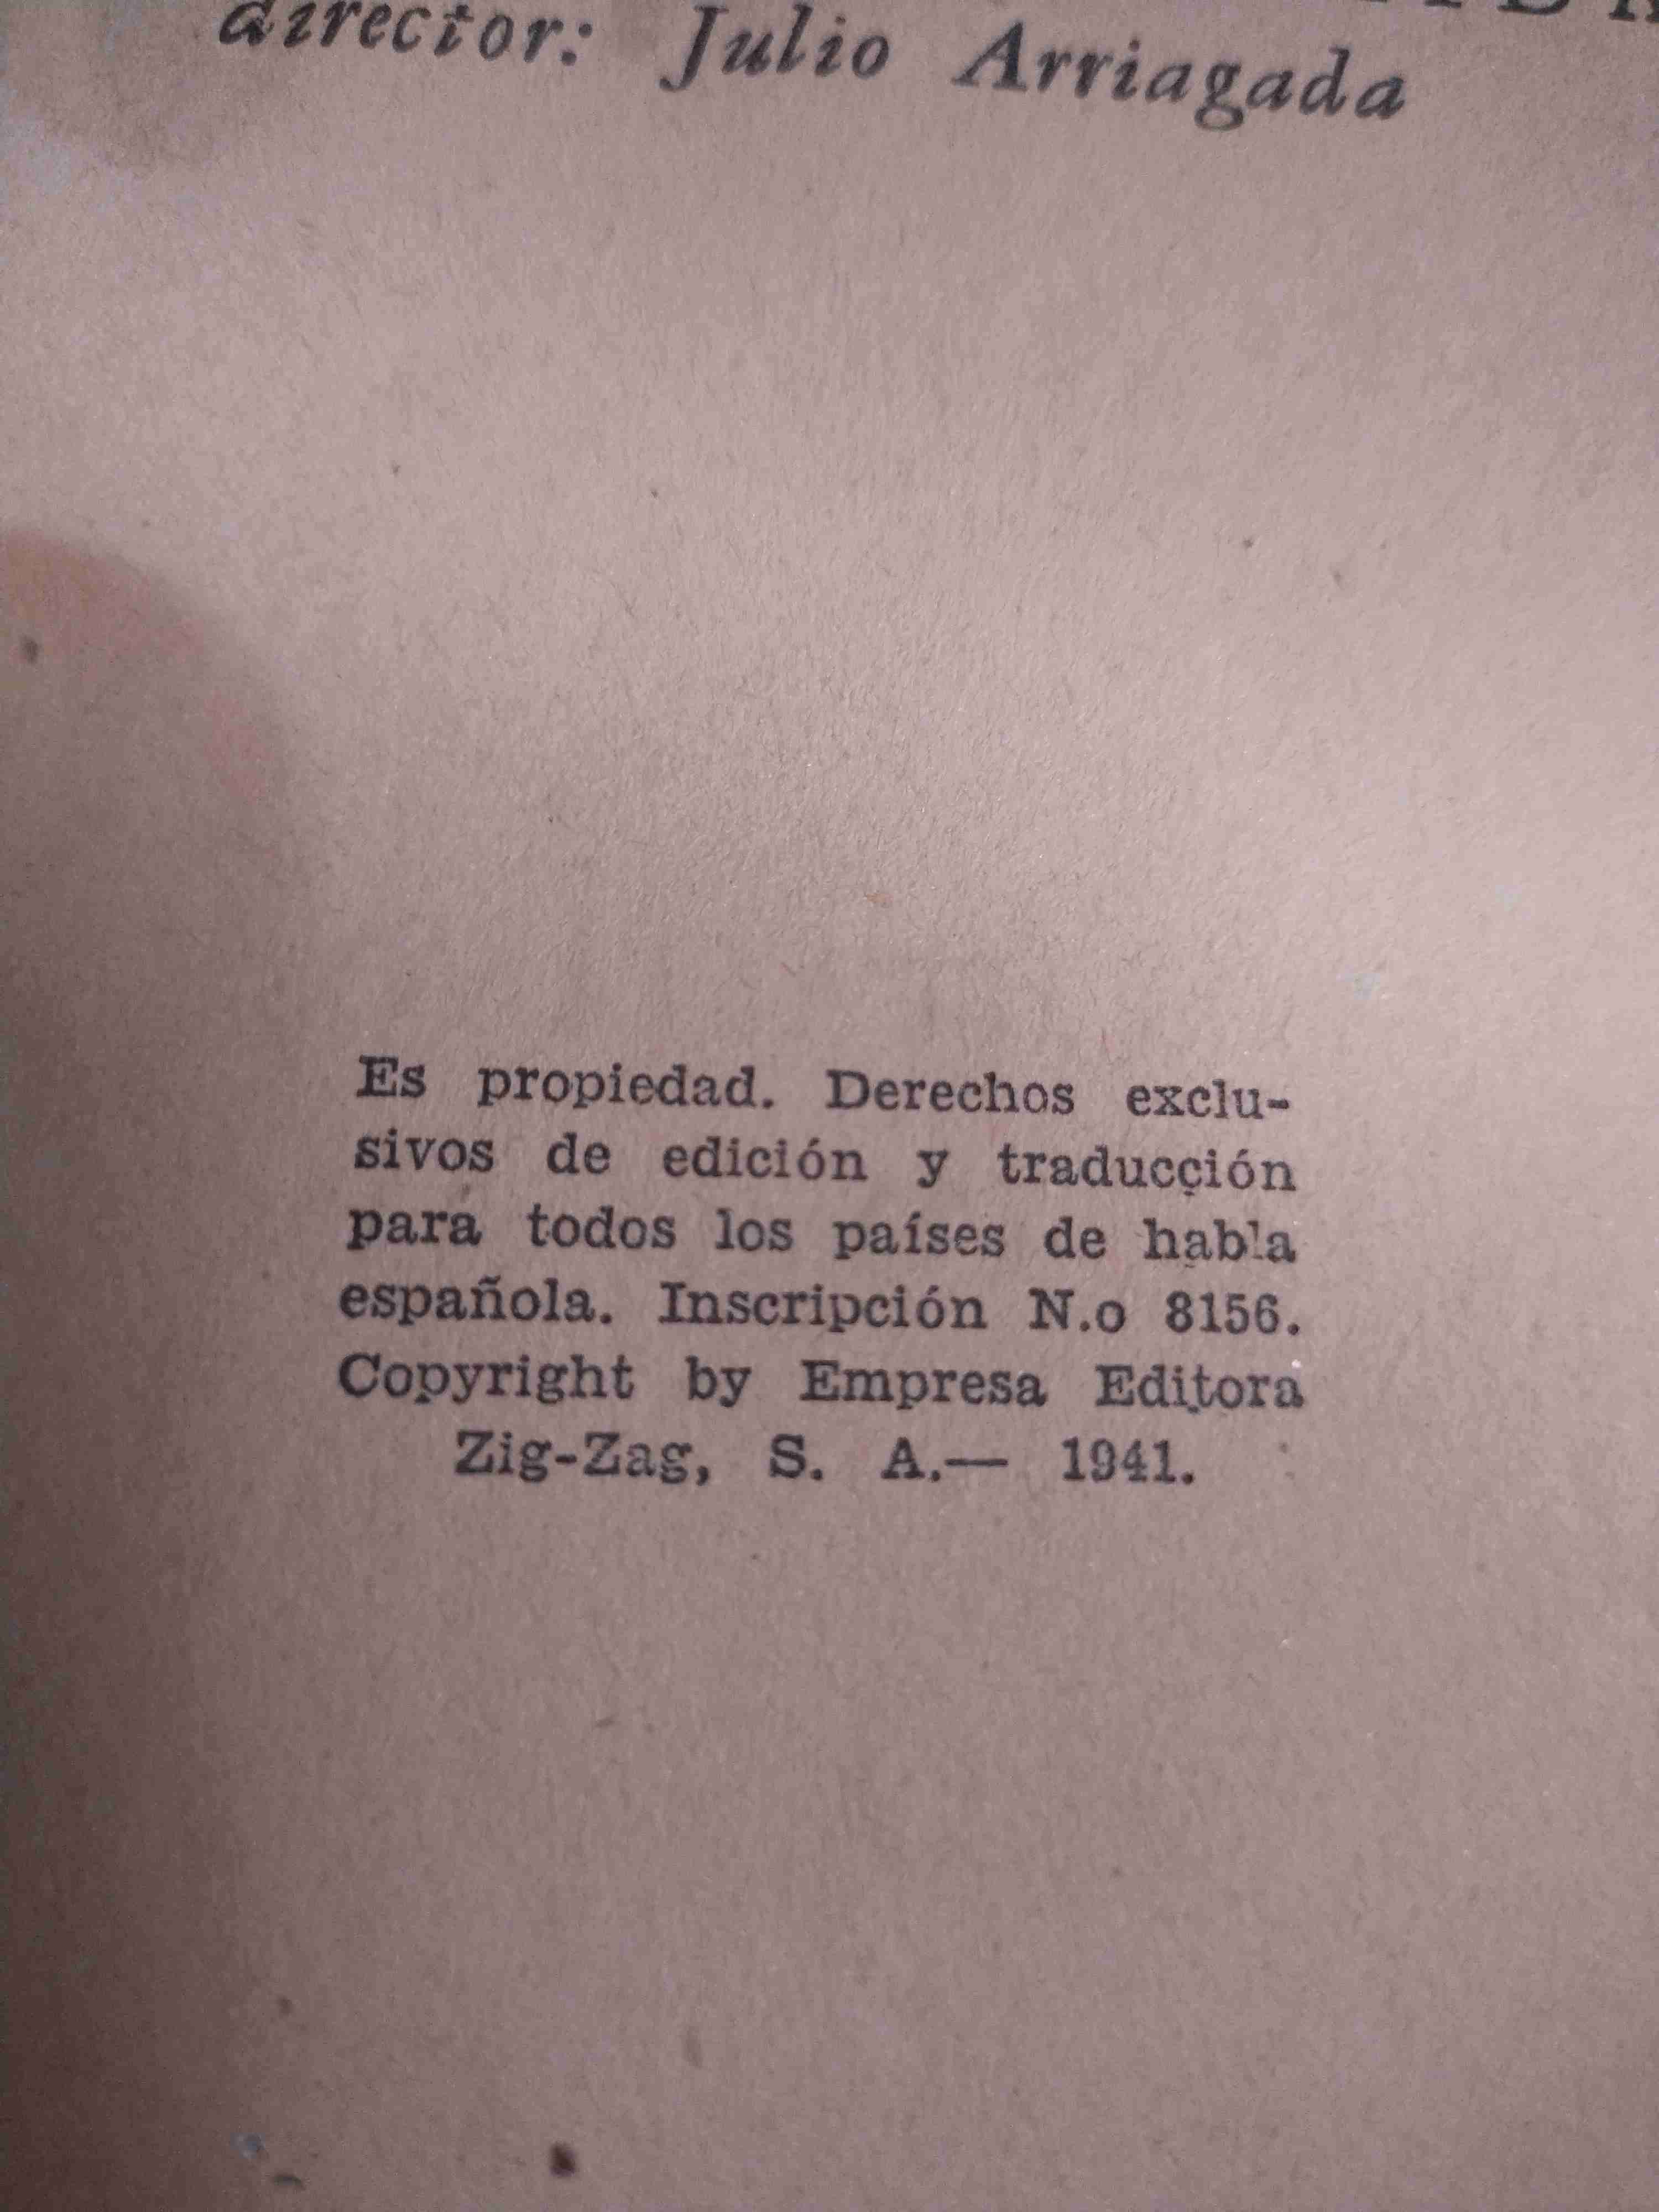 director: Julio Arriagada
Es propiedad. Derechos exclu-
sivos de edición y traducción
para todos los países de habla
española. Inscripción N.o 8156.
Copyright by Empresa Editora
Zig-Zag, S. A.— 1941.